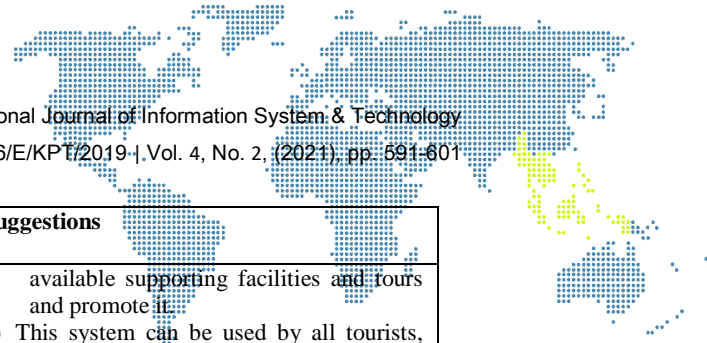 onal Journal of Information System & Technology
6/E/KPT/2019 | Vol. 4, No. 2, (2021), pp. 591-601
uggestions
available supporting facilities and tours
and promote it.
This system can be used by all tourists,